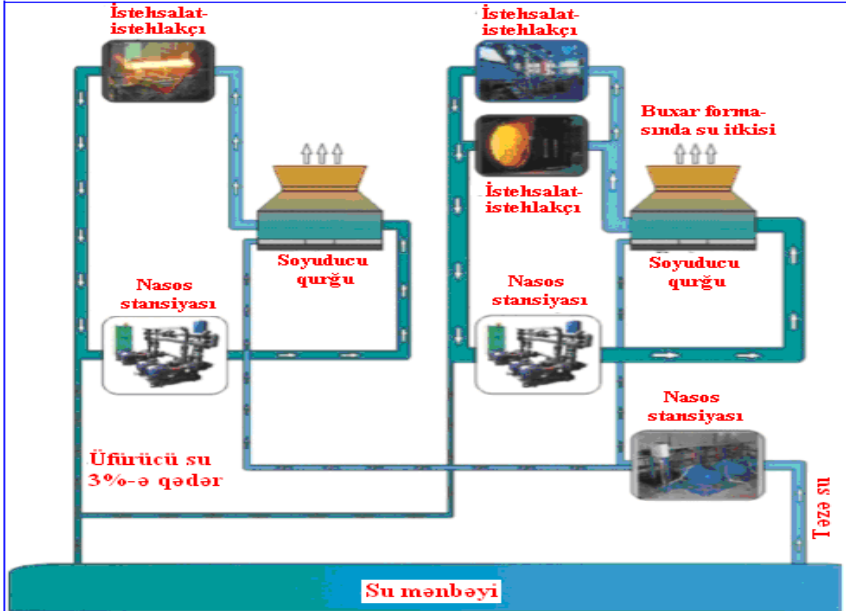 İstehsalat-
istehlakçı
İstehsalat-
istehlakçı
Buxar forma-
sında su itkisi
İstehsalat-
istehlakçı
Soyuducu
qurğu
Soyuducu
qurğu
Nasos
stansiyası
Nasos
stansiyası
Nasos
stansiyası
Üfürücü su
3%-ə qədər
Təzə su
Su mənbəyi